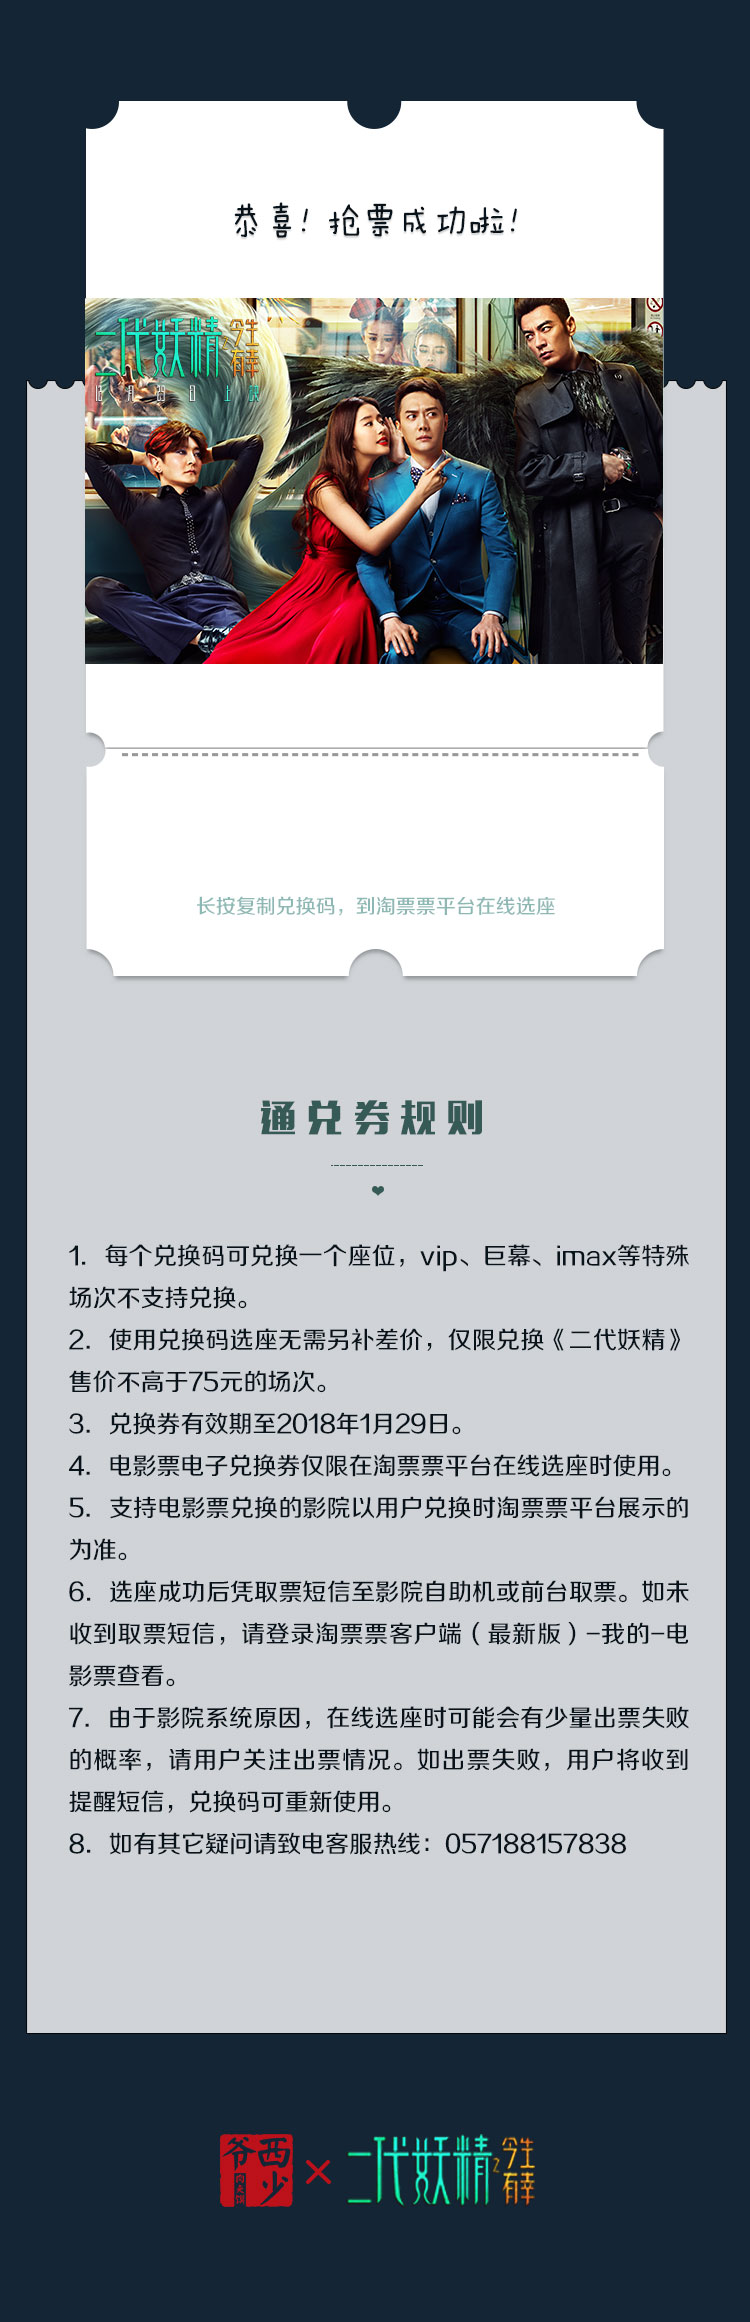 恭喜！抢票成功啦！
二代妖精之今生有幸
12月29日上映
长按复制兑换码，到淘票票平台在线选座
通兑券规则
1. 每个兑换码可兑换一个座位，vip、巨幕、imax等特殊
场次不支持兑换。
2. 使用兑换码选座无需另补差价，仅限兑换《二代妖精》
售价不高于75元的场次。
3. 兑换券有效期至2018年1月29日。
4. 电影票电子兑换券仅限在淘票票平台在线选座时使用。
5. 支持电影票兑换的影院以用户兑换时淘票票平台展示的
为准。
6. 选座成功后凭取票短信至影院自助机或前台取票。如未
收到取票短信，请登录淘票票客户端（最新版）-我的-电
影票查看。
7. 由于影院系统原因，在线选座时可能会有少量出票失败
的概率，请用户关注出票情况。如出票失败，用户将收到
提醒短信，兑换码可重新使用。
8. 如有其它疑问请致电客服热线：057188157838
西少爷肉夹馍 × 二代妖精之今生有幸